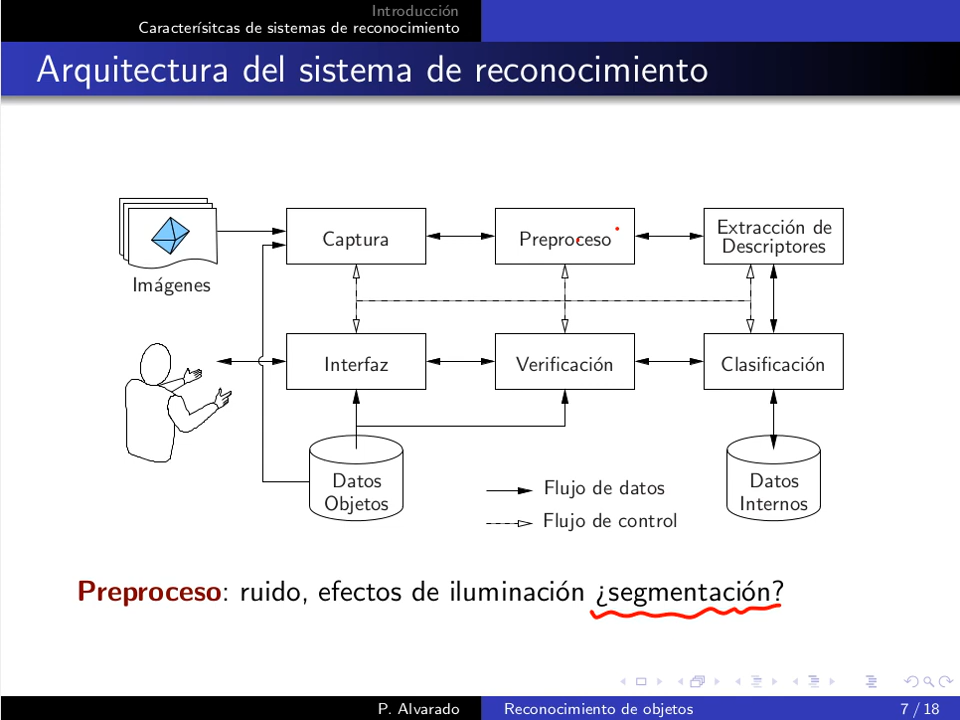 Introducción
Caracterísitcas de sistemas de reconocimiento
Arquitectura del sistema de reconocimiento
Imágenes
Captura
Preproceso
Extracción de
Descriptores
Interfaz
Verificación
Clasificación
Datos
Objetos
Datos
Internos
Flujo de datos
Flujo de control
Preproceso: ruido, efectos de iluminación ¿segmentación?
P. Alvarado
Reconocimiento de objetos
7 / 18